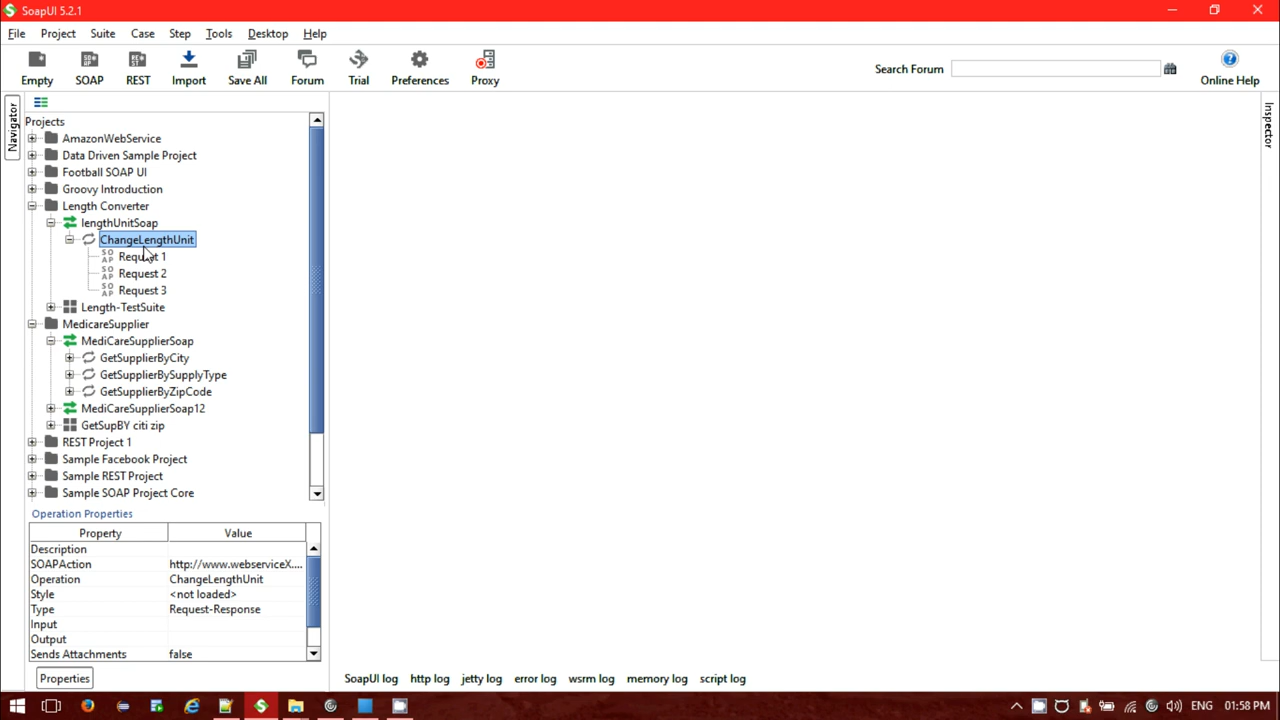 SoapUI 5.2.1
File Project Suite Case Step Tools Desktop Help
Empty SOAP REST Import Save All Forum Trial Preferences Proxy Search Forum Online Help
Navigator
Inspector
Projects
AmazonWebService
Data Driven Sample Project
Football SOAP UI
Groovy Introduction
Length Converter
lengthUnitSoap
ChangeLengthUnit
Request 1
Request 2
Request 3
Length-TestSuite
MedicareSupplier
MediCareSupplierSoap
GetSupplierByCity
GetSupplierBySupplyType
GetSupplierByZipCode
MediCareSupplierSoap12
GetSupBY citi zip
REST Project 1
Sample Facebook Project
Sample REST Project
Sample SOAP Project Core
Operation Properties
Property Value
Description
SOAPAction http://www.webserviceX....
Operation ChangeLengthUnit
Style <not loaded>
Type Request-Response
Input
Output
Sends Attachments false
Properties
SoapUI log http log jetty log error log wsrm log memory log script log
ENG 01:58 PM